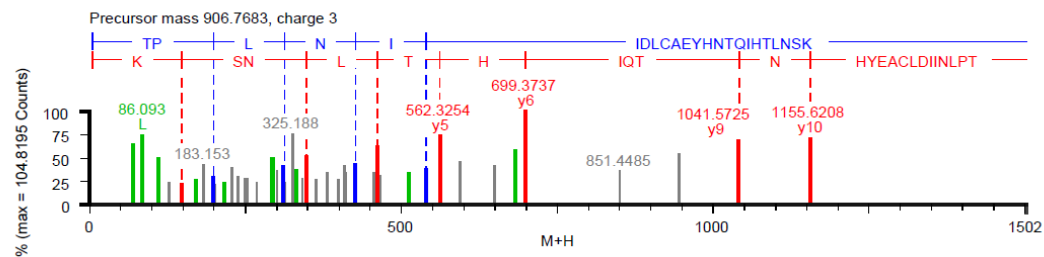 Precursor mass 906.7683, charge 3
TP L N I IDLCAEYHNTQIHTLNSK
K SN L T H IQT N HYEACLDIINLPT
% (max = 104.8195 Counts)
100
75
50
25
0
86.093
L
183.153
325.188
562.3254
y5
699.3737
y6
851.4485
1041.5725
y9
1155.6208
y10
0 500 1000 1502
M+H